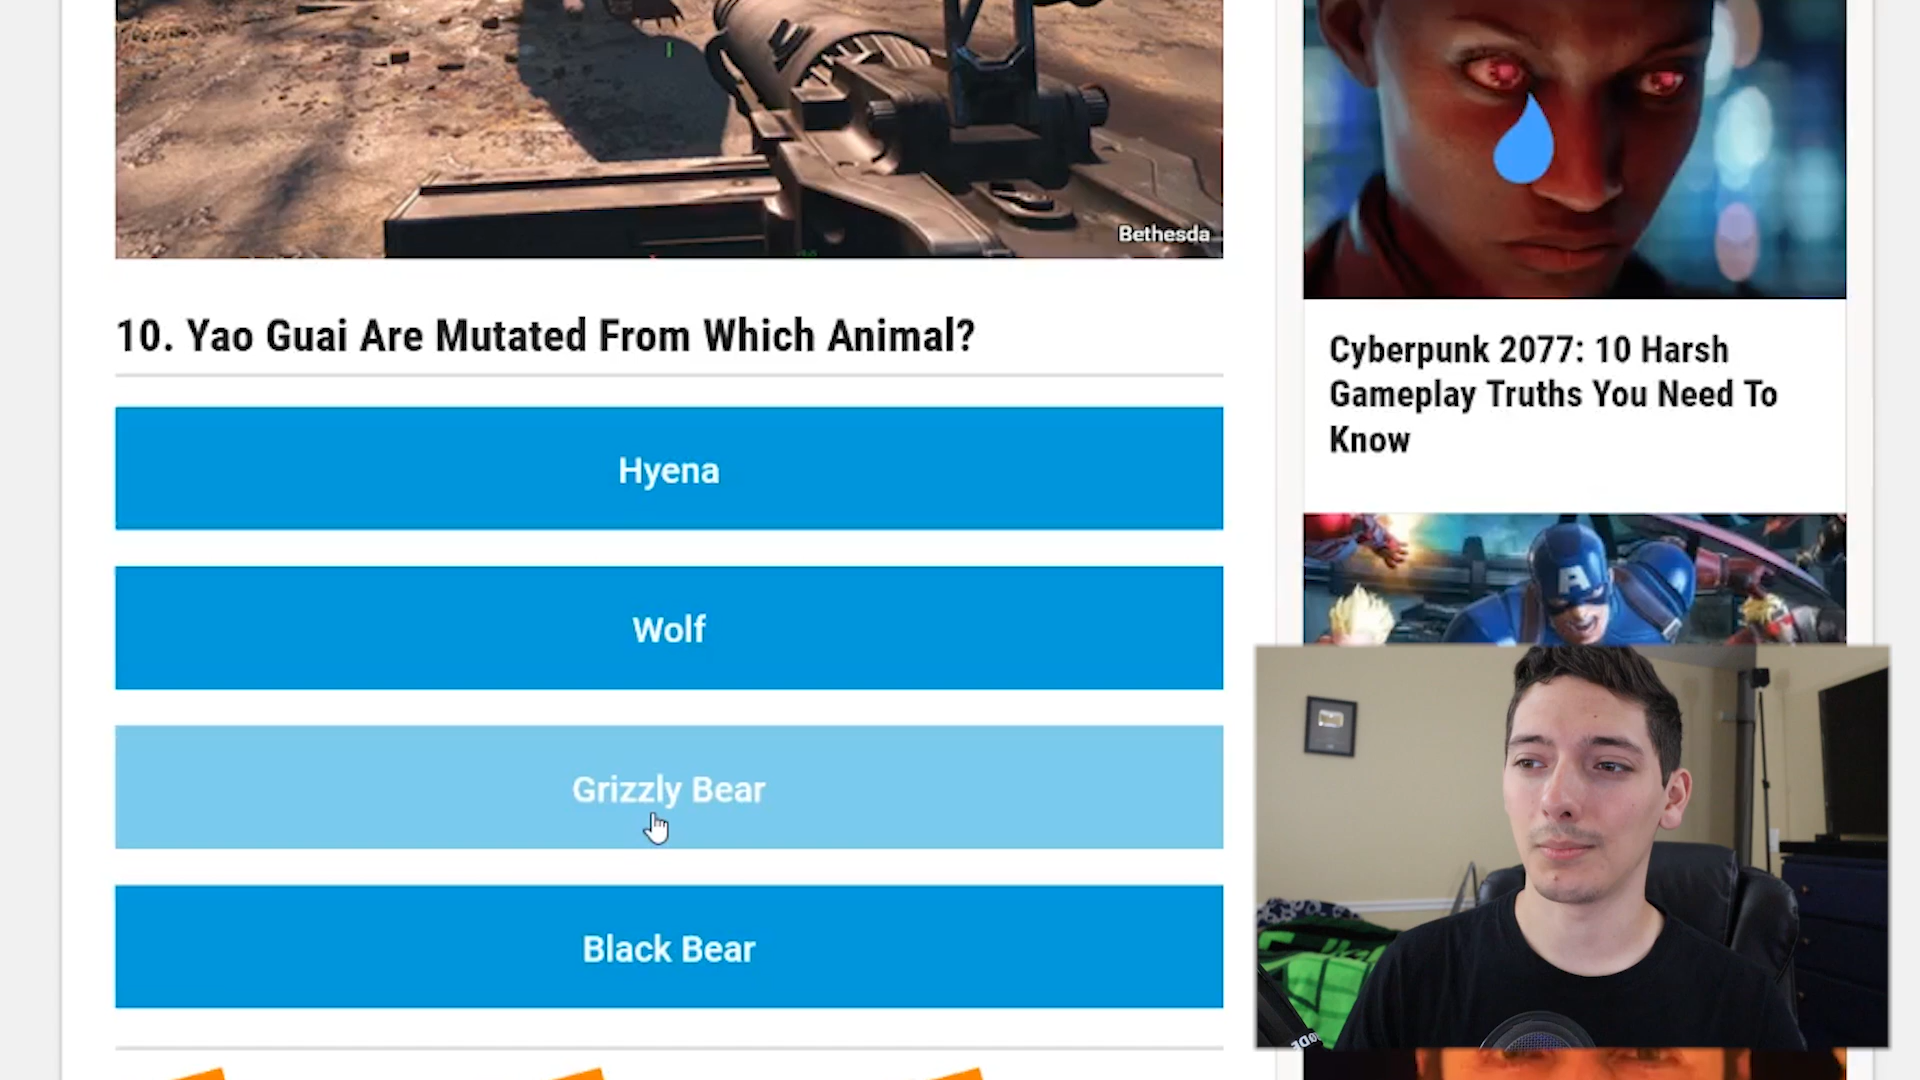 Bethesda
10. Yao Guai Are Mutated From Which Animal?
Hyena
Wolf
Grizzly Bear
Black Bear
Cyberpunk 2077: 10 Harsh
Gameplay Truths You Need To
Know
A